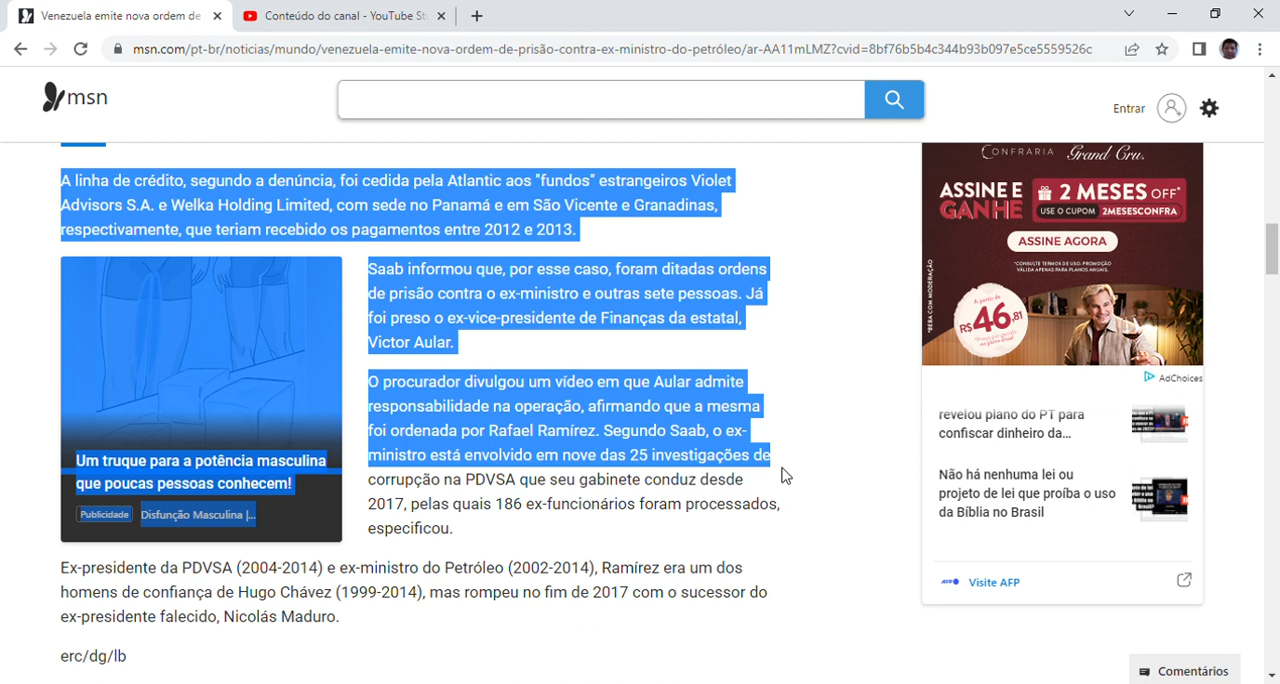 Venezuela emite nova ordem de
Conteúdo do canal - YouTube St
msn.com/pt-br/noticias/mundo/venezuela-emite-nova-ordem-de-prisão-contra-ex-ministro-do-petróleo/ar-AA11mLMZ?cvid=8bf76b5b4c344b93b097e5ce5559526c
msn
Entrar
A linha de crédito, segundo a denúncia, foi cedida pela Atlantic aos "fundos" estrangeiros Violet
Advisors S.A. e Welka Holding Limited, com sede no Panamá e em São Vicente e Granadinas,
respectivamente, que teriam recebido os pagamentos entre 2012 e 2013.
Um truque para a potência masculina
que poucas pessoas conhecem!
Publicidade
Disfunção Masculina |...
Saab informou que, por esse caso, foram ditadas ordens
de prisão contra o ex-ministro e outras sete pessoas. Já
foi preso o ex-vice-presidente de Finanças da estatal,
Victor Aular.
O procurador divulgou um vídeo em que Aular admite
responsabilidade na operação, afirmando que a mesma
foi ordenada por Rafael Ramírez. Segundo Saab, o ex-
ministro está envolvido em nove das 25 investigações de
corrupção na PDVSA que seu gabinete conduz desde
2017, pelas quais 186 ex-funcionários foram processados,
especificou.
Ex-presidente da PDVSA (2004-2014) e ex-ministro do Petróleo (2002-2014), Ramírez era um dos
homens de confiança de Hugo Chávez (1999-2014), mas rompeu no fim de 2017 com o sucessor do
ex-presidente falecido, Nicolás Maduro.
erc/dg/lb
CONFRARIA Grand Cru.
ASSINE E
GANHE
2 MESES OFF*
USE O CUPOM 2MESESCONFRA
ASSINE AGORA
*CONSULTE TERMOS DE USO. PROMOÇÃO
VÁLIDA APENAS PARA PLANOS ANUAIS.
*BEBA COM MODERAÇÃO
A partir de
R$46,81
AdChoices
revelou plano do PT para
confiscar dinheiro da...
Não há nenhuma lei ou
projeto de lei que proíba o uso
da Bíblia no Brasil
AFP
Visite AFP
Comentários